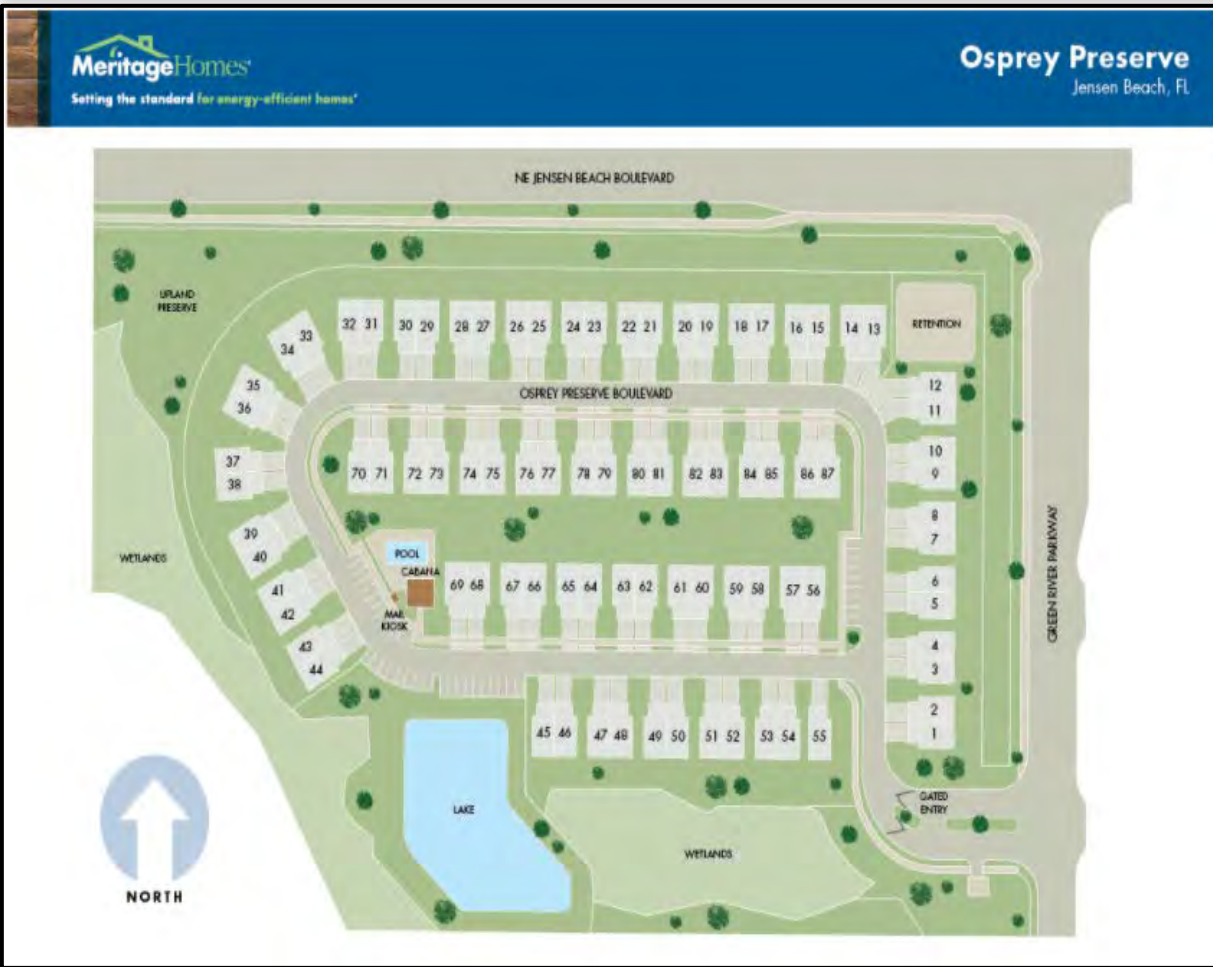 MeritageHomes®
Setting the standard for energy-efficient homes®
Osprey Preserve
Jensen Beach, FL
NE JENSEN BEACH BOULEVARD
UPLAND
PRESERVE
RETENTION
32 31 30 29 28 27 26 25 24 23 22 21 20 19 18 17 16 15 14 13
33
34
35
36
37
38
39
40
41
42
43
44
OSPREY PRESERVE BOULEVARD
12
11
10
9
8
7
6
5
4
3
2
1
70 71 72 73 74 75 76 77 78 79 80 81 82 83 84 85 86 87
WETLANDS
POOL
CABANA
MAIL
KIOSK
69 68 67 66 65 64 63 62 61 60 59 58 57 56
GREEN RIVER PARKWAY
45 46 47 48 49 50 51 52 53 54 55
GATED
ENTRY
LAKE
WETLANDS
NORTH